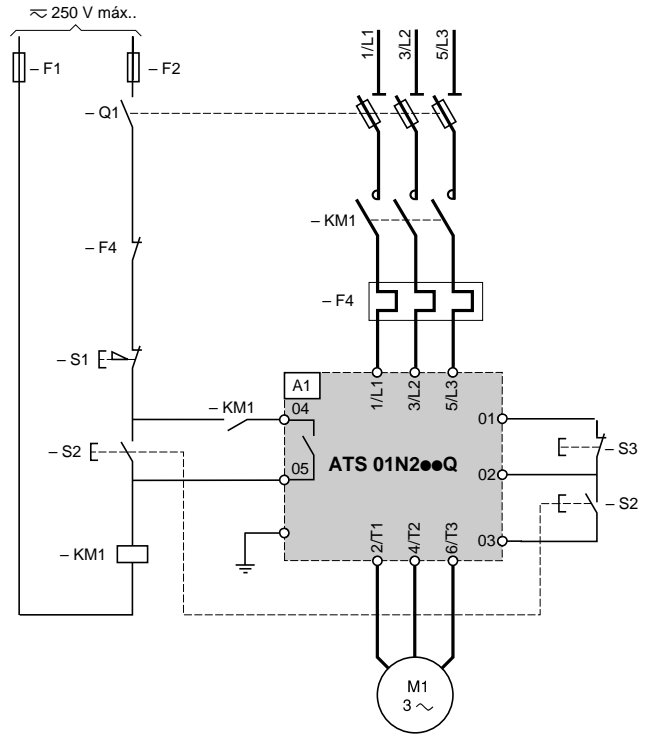 ≂ 250 V máx..
– F1
– F2
1/L1
3/L2
5/L3
– Q1
– KM1
– F4
– F4
– S1
A1
1/L1
3/L2
5/L3
– KM1
04
01
– S2
05
ATS 01N2●●Q
02
– S3
– S2
03
– KM1
2/T1
4/T2
6/T3
M1
3 ∼